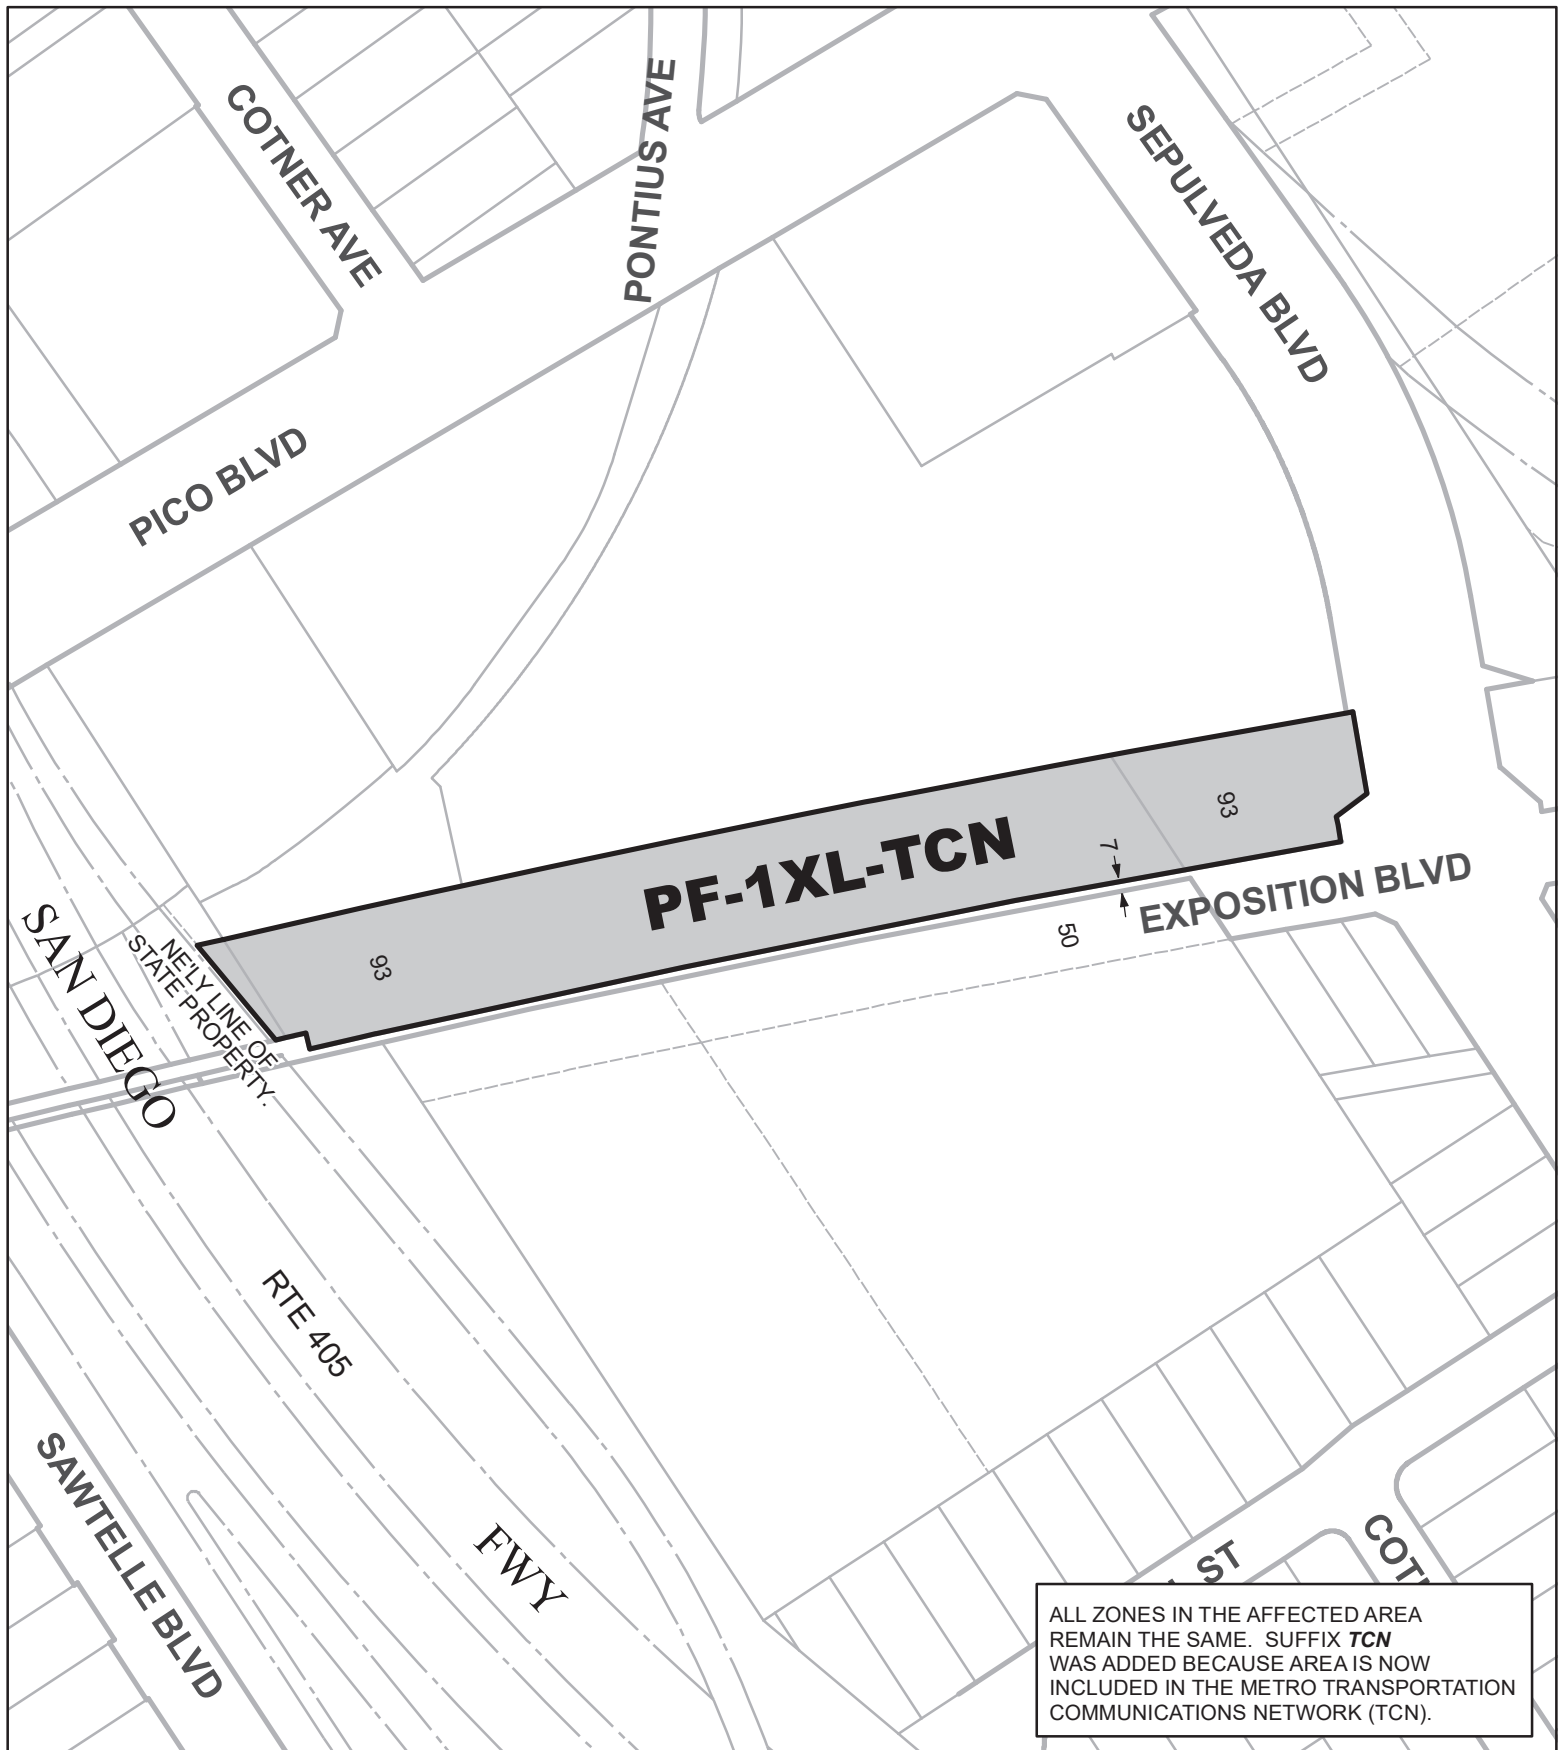 COTNER AVE
PONTIUS AVE
SEPULVEDA BLVD
PICO BLVD
93
PF-1XL-TCN
7
50
EXPOSITION BLVD
93
NE'LY LINE OF
STATE PROPERTY.
SAN DIEGO
RTE 405
FWY
SAWTELLE BLVD
ST
ALL ZONES IN THE AFFECTED AREA
REMAIN THE SAME. SUFFIX TCN
WAS ADDED BECAUSE AREA IS NOW
INCLUDED IN THE METRO TRANSPORTATION
COMMUNICATIONS NETWORK (TCN).